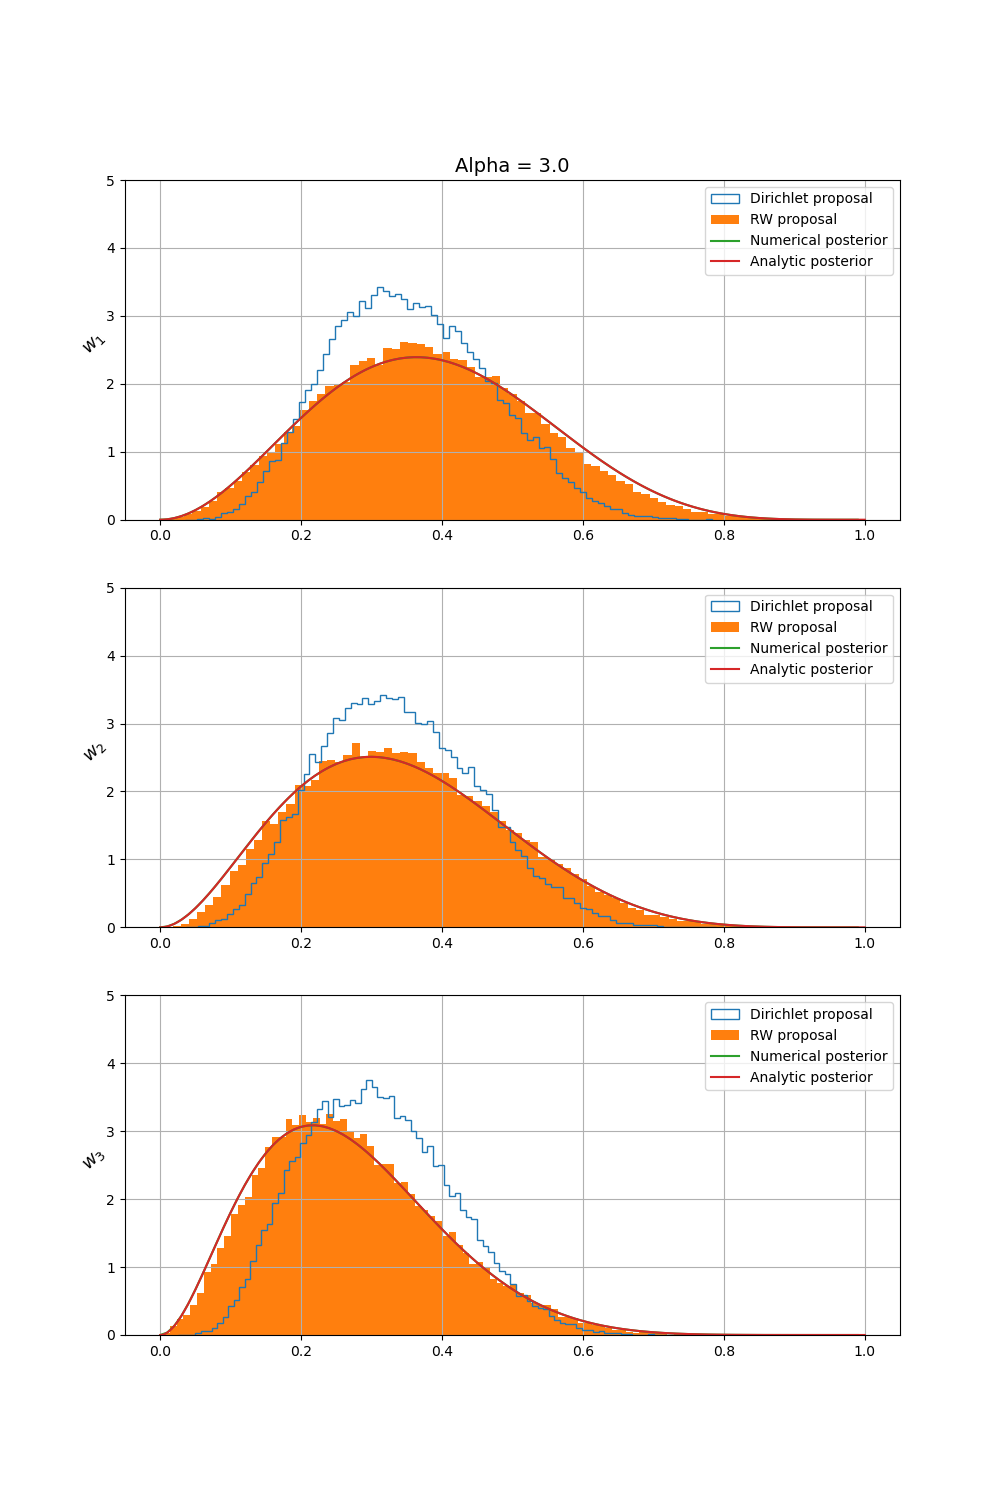 Alpha = 3.0
5
4
3
2
1
0
w₁
Dirichlet proposal
RW proposal
Numerical posterior
Analytic posterior
0.0 0.2 0.4 0.6 0.8 1.0
5
4
3
2
1
0
w₂
Dirichlet proposal
RW proposal
Numerical posterior
Analytic posterior
0.0 0.2 0.4 0.6 0.8 1.0
5
4
3
2
1
0
w₃
Dirichlet proposal
RW proposal
Numerical posterior
Analytic posterior
0.0 0.2 0.4 0.6 0.8 1.0